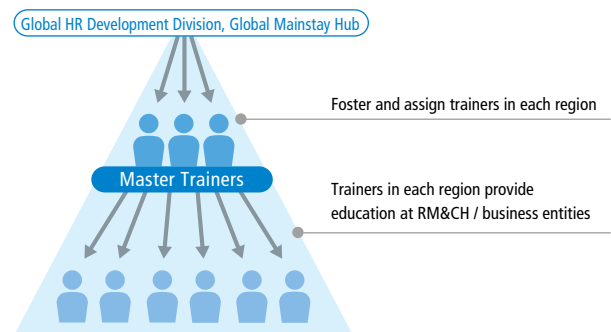 Global HR Development Division, Global Mainstay Hub
Foster and assign trainers in each region
Master Trainers
Trainers in each region provide
education at RM&CH / business entities